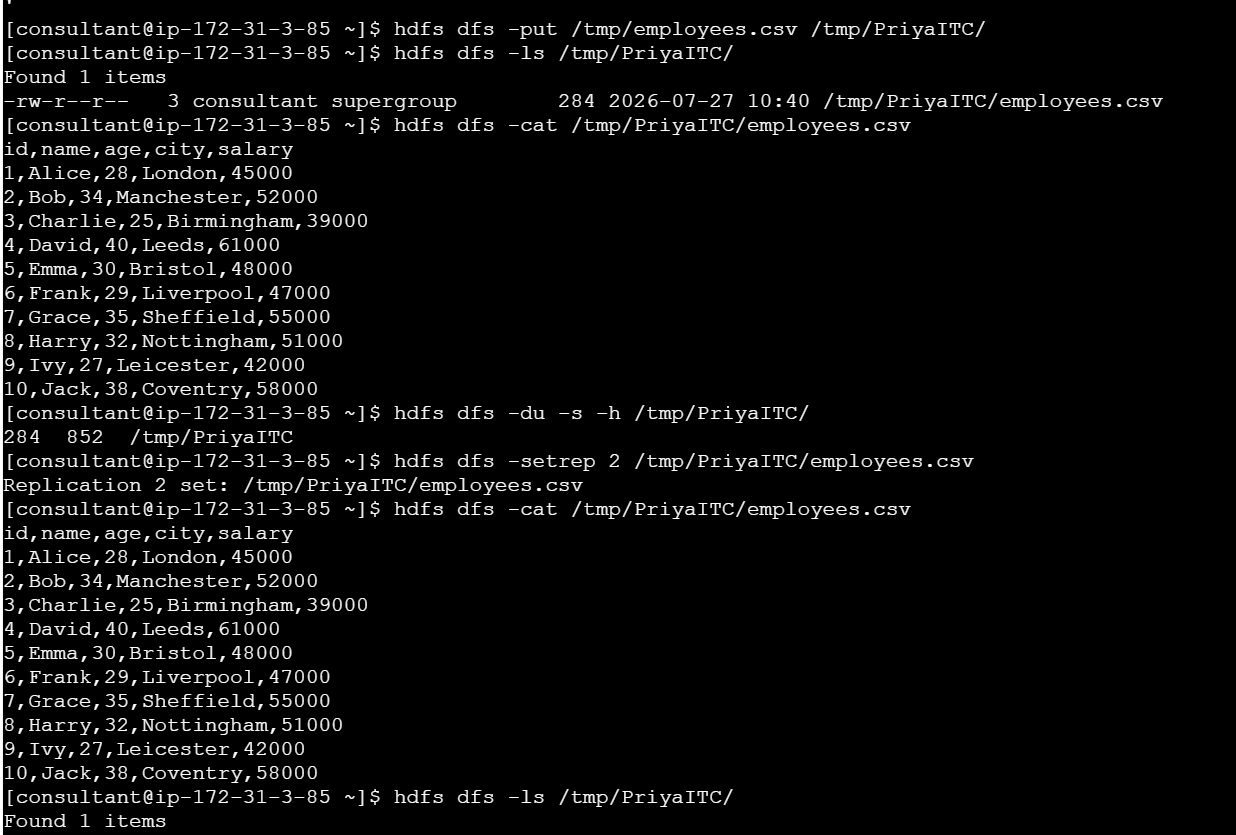 [consultant@ip-172-31-3-85 ~]$ hdfs dfs -put /tmp/employees.csv /tmp/PriyaITC/
[consultant@ip-172-31-3-85 ~]$ hdfs dfs -ls /tmp/PriyaITC/
Found 1 items
-rw-r--r--   3 consultant supergroup        284 2026-07-27 10:40 /tmp/PriyaITC/employees.csv
[consultant@ip-172-31-3-85 ~]$ hdfs dfs -cat /tmp/PriyaITC/employees.csv
id,name,age,city,salary
1,Alice,28,London,45000
2,Bob,34,Manchester,52000
3,Charlie,25,Birmingham,39000
4,David,40,Leeds,61000
5,Emma,30,Bristol,48000
6,Frank,29,Liverpool,47000
7,Grace,35,Sheffield,55000
8,Harry,32,Nottingham,51000
9,Ivy,27,Leicester,42000
10,Jack,38,Coventry,58000
[consultant@ip-172-31-3-85 ~]$ hdfs dfs -du -s -h /tmp/PriyaITC/
284  852  /tmp/PriyaITC
[consultant@ip-172-31-3-85 ~]$ hdfs dfs -setrep 2 /tmp/PriyaITC/employees.csv
Replication 2 set: /tmp/PriyaITC/employees.csv
[consultant@ip-172-31-3-85 ~]$ hdfs dfs -cat /tmp/PriyaITC/employees.csv
id,name,age,city,salary
1,Alice,28,London,45000
2,Bob,34,Manchester,52000
3,Charlie,25,Birmingham,39000
4,David,40,Leeds,61000
5,Emma,30,Bristol,48000
6,Frank,29,Liverpool,47000
7,Grace,35,Sheffield,55000
8,Harry,32,Nottingham,51000
9,Ivy,27,Leicester,42000
10,Jack,38,Coventry,58000
[consultant@ip-172-31-3-85 ~]$ hdfs dfs -ls /tmp/PriyaITC/
Found 1 items